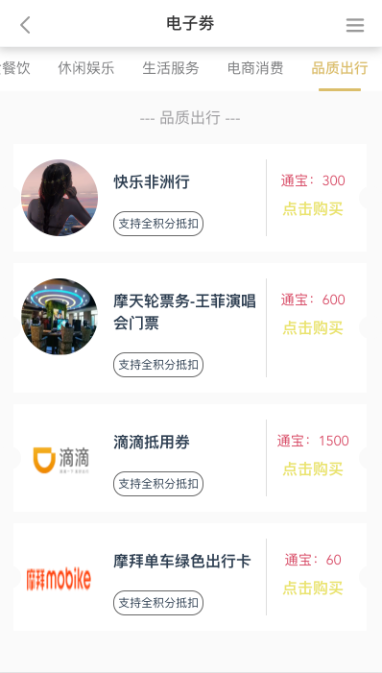 电子劵
餐饮 休闲娱乐 生活服务 电商消费 品质出行
--- 品质出行 ---
快乐非洲行
支持全积分抵扣
通宝：300
点击购买
摩天轮票务-王菲演唱
会门票
支持全积分抵扣
通宝：600
点击购买
滴滴
滴滴抵用券
支持全积分抵扣
通宝：1500
点击购买
摩拜mobike
摩拜单车绿色出行卡
支持全积分抵扣
通宝：60
点击购买